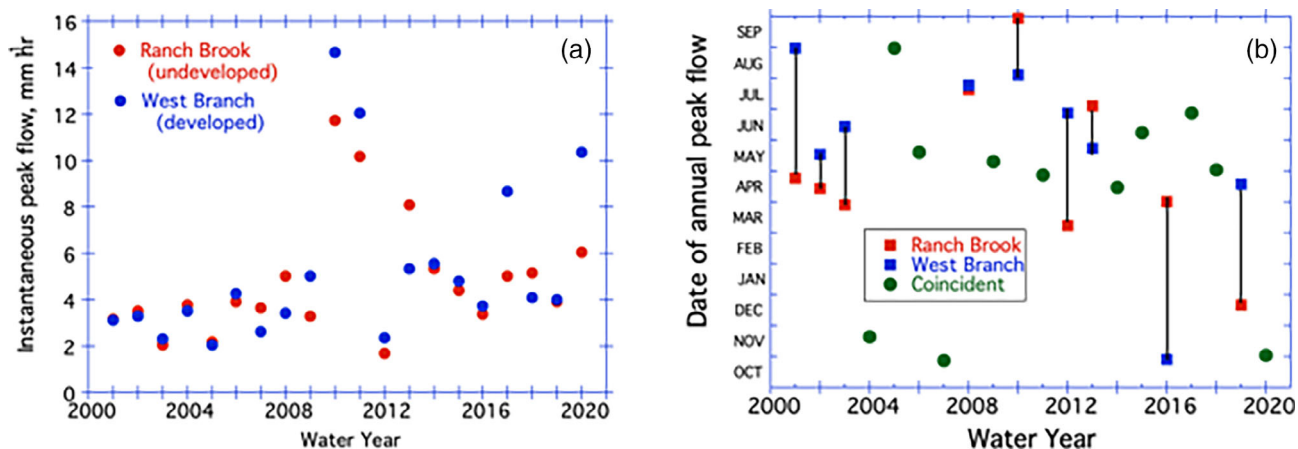 16
14
12
10
8
6
4
2
0
Instantaneous peak flow, mm hr
(a)
Ranch Brook
(undeveloped)
West Branch
(developed)
2000 2004 2008 2012 2016 2020
Water Year
SEP
AUG
JUL
JUN
MAY
APR
MAR
FEB
JAN
DEC
NOV
OCT
Date of annual peak flow
(b)
Ranch Brook
West Branch
Coincident
2000 2004 2008 2012 2016 2020
Water Year